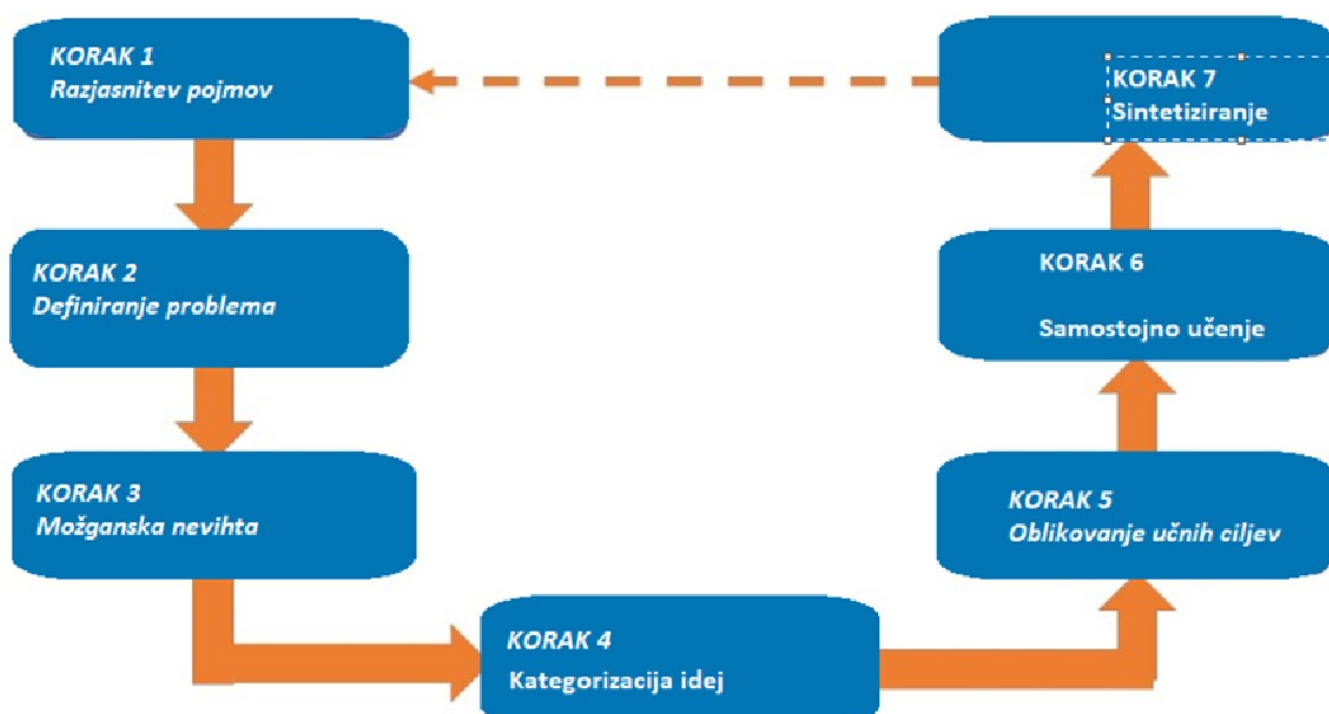 KORAK 1
Razjasnitev pojmov
KORAK 2
Definiranje problema
KORAK 3
Možganska nevihta
KORAK 4
Kategorizacija idej
KORAK 5
Oblikovanje učnih ciljev
KORAK 6
Samostojno učenje
KORAK 7
Sintetiziranje